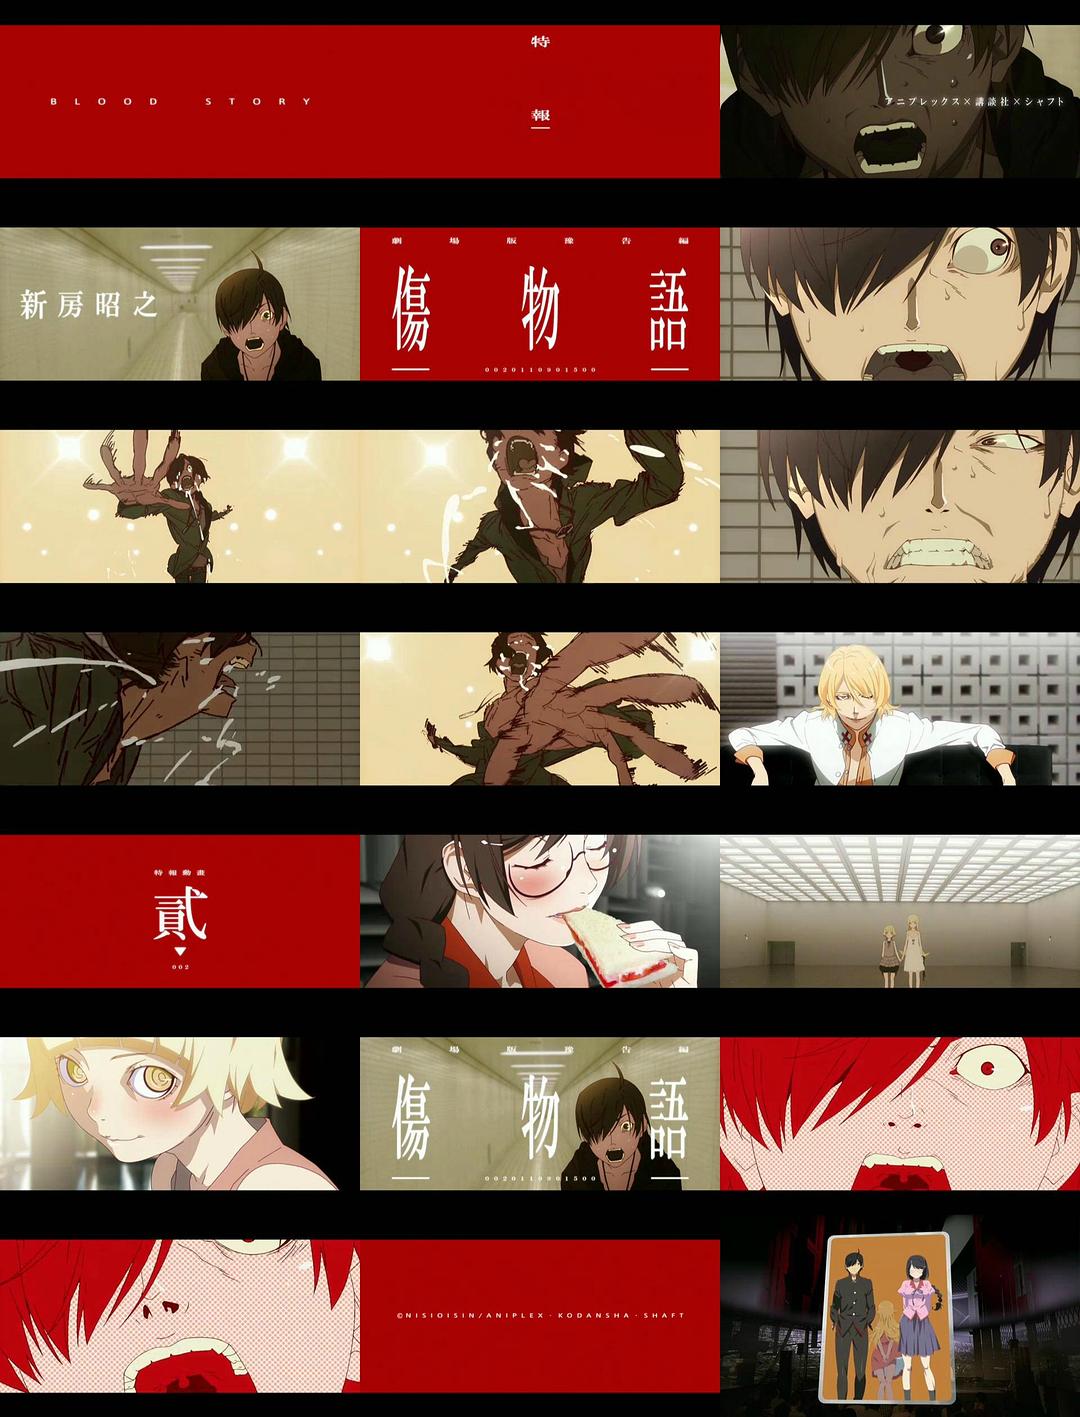 BLOOD STORY
特報
アニプレックス×講談社×シャフト
新房昭之
劇場版豫告編
傷物語
0020110901500
特報動畫
貳
002
劇場版豫告編
傷物語
0020110901500
©NISIOISIN/ANIPLEX・KODANSHA・SHAFT